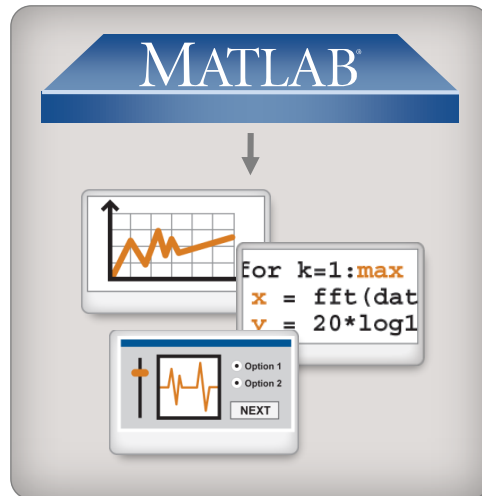 MATLAB®
for k=1:max
x = fft(dat
y = 20*log1
Option 1
Option 2
NEXT